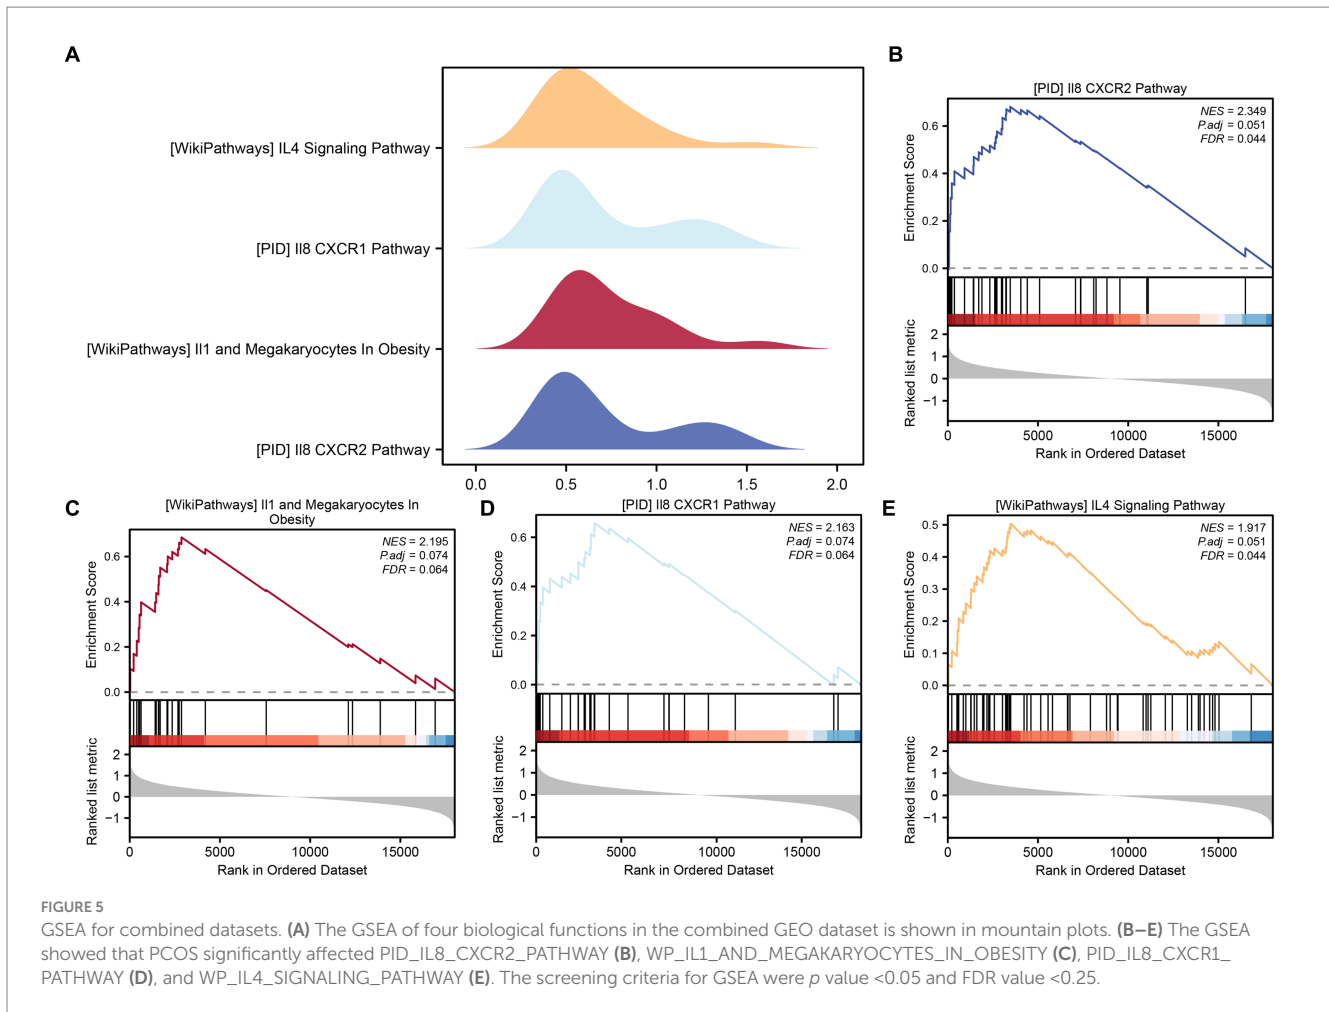 A
[WikiPathways] IL4 Signaling Pathway
[PID] Il8 CXCR1 Pathway
[WikiPathways] Il1 and Megakaryocytes In Obesity
[PID] Il8 CXCR2 Pathway
0.0 0.5 1.0 1.5 2.0
B
[PID] Il8 CXCR2 Pathway
NES = 2.349
P.adj = 0.051
FDR = 0.044
Enrichment Score
0.6
0.4
0.2
0.0
Ranked list metric
2
1
0
−1
0 5000 10000 15000
Rank in Ordered Dataset
C
[WikiPathways] Il1 and Megakaryocytes In
Obesity
NES = 2.195
P.adj = 0.074
FDR = 0.064
Enrichment Score
0.6
0.4
0.2
0.0
Ranked list metric
2
1
0
−1
0 5000 10000 15000
Rank in Ordered Dataset
D
[PID] Il8 CXCR1 Pathway
NES = 2.163
P.adj = 0.074
FDR = 0.064
Enrichment Score
0.6
0.4
0.2
0.0
Ranked list metric
2
1
0
−1
0 5000 10000 15000
Rank in Ordered Dataset
E
[WikiPathways] IL4 Signaling Pathway
NES = 1.917
P.adj = 0.051
FDR = 0.044
Enrichment Score
0.5
0.4
0.3
0.2
0.1
0.0
Ranked list metric
2
1
0
−1
0 5000 10000 15000
Rank in Ordered Dataset
FIGURE 5
GSEA for combined datasets. (A) The GSEA of four biological functions in the combined GEO dataset is shown in mountain plots. (B–E) The GSEA
showed that PCOS significantly affected PID_IL8_CXCR2_PATHWAY (B), WP_IL1_AND_MEGAKARYOCYTES_IN_OBESITY (C), PID_IL8_CXCR1_
PATHWAY (D), and WP_IL4_SIGNALING_PATHWAY (E). The screening criteria for GSEA were p value <0.05 and FDR value <0.25.